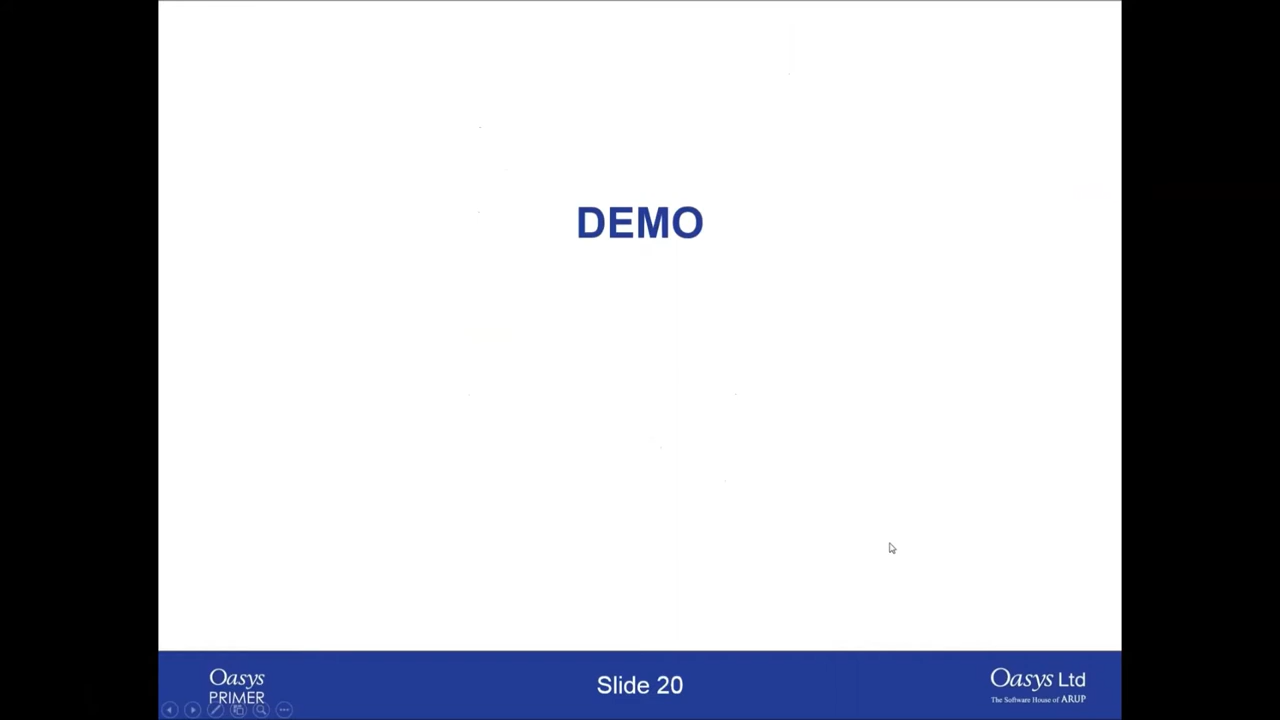 DEMO
Oasys
PRIMER
Slide 20
Oasys Ltd
The Software House of ARUP